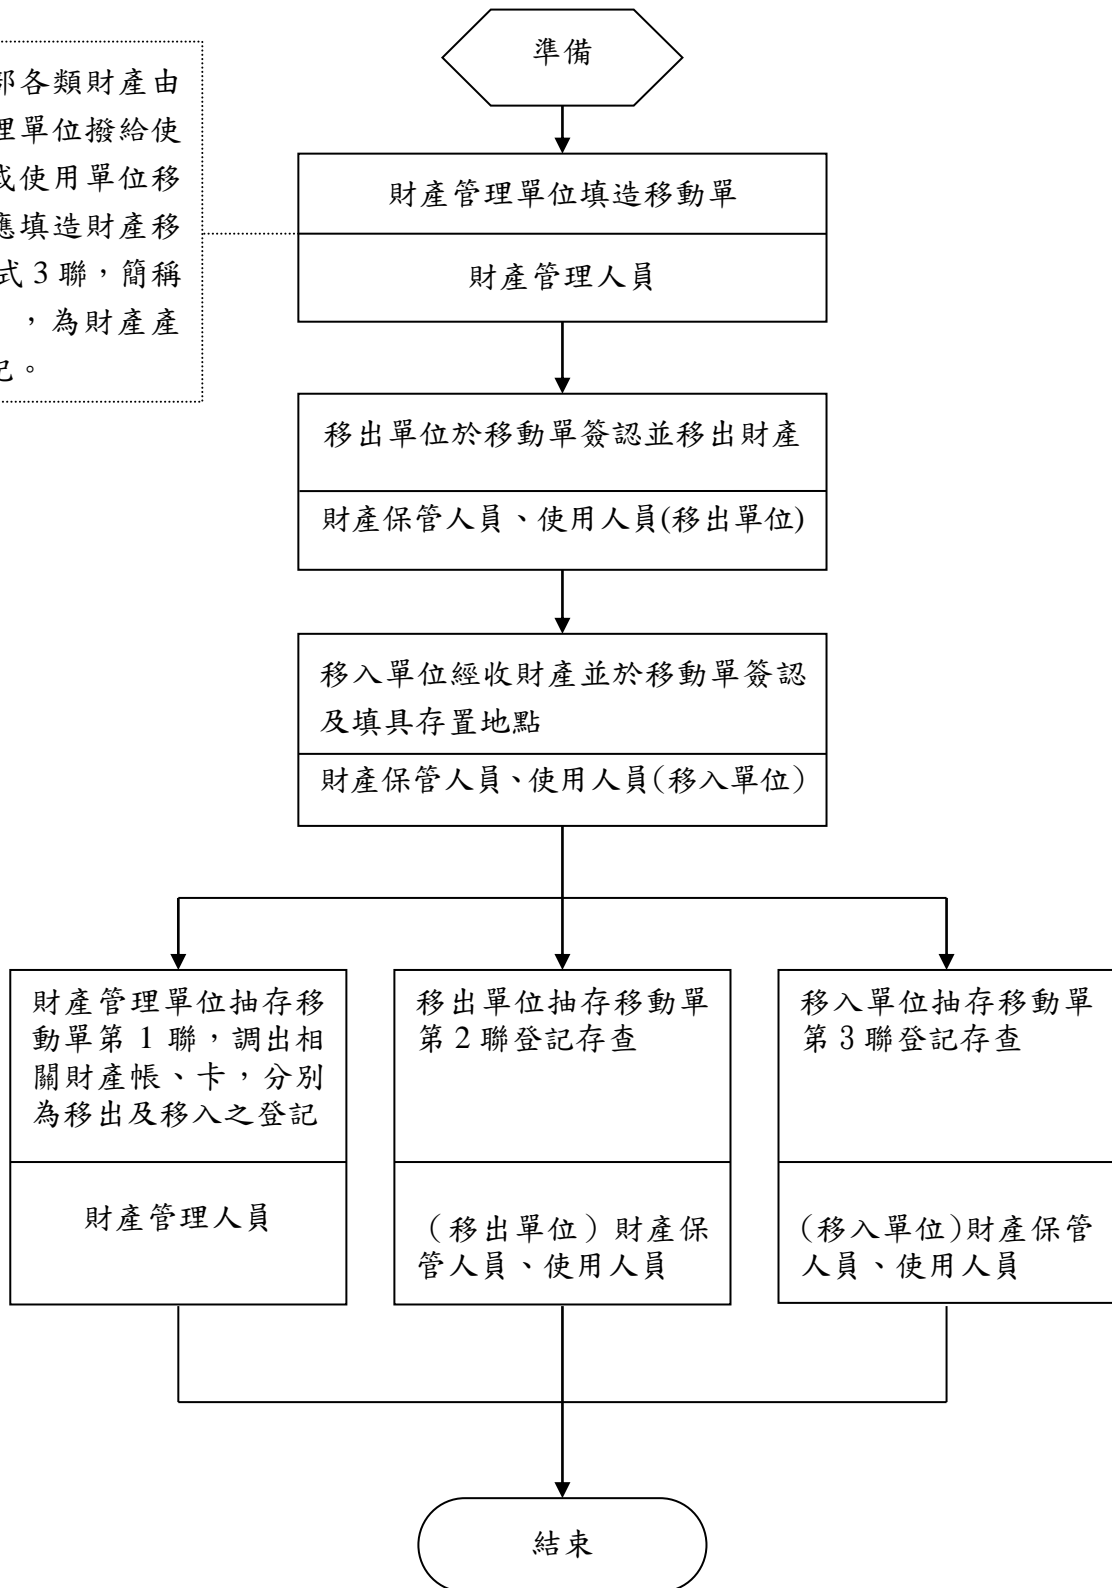 準備
部各類財產由
理單位撥給使
或使用單位移
應填造財產移
式3聯，簡稱
），為財產產
記。
財產管理單位填造移動單
財產管理人員
移出單位於移動單簽認並移出財產
財產保管人員、使用人員(移出單位)
移入單位經收財產並於移動單簽認
及填具存置地點
財產保管人員、使用人員(移入單位)
財產管理單位抽存移
動單第1聯，調出相
關財產帳、卡，分別
為移出及移入之登記
財產管理人員
移出單位抽存移動單
第2聯登記存查
（移出單位）財產保
管人員、使用人員
移入單位抽存移動單
第3聯登記存查
(移入單位)財產保管
人員、使用人員
結束